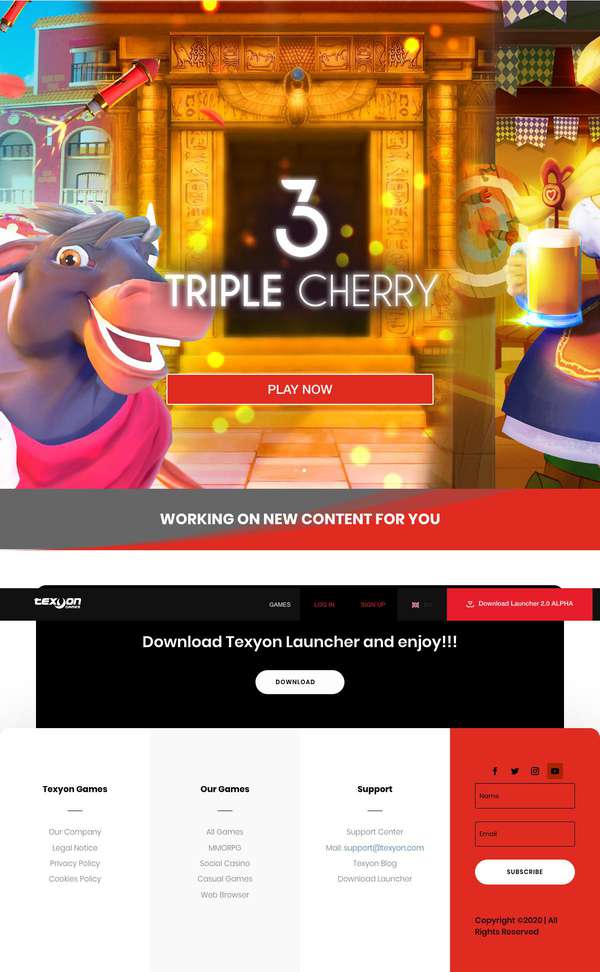 3
TRIPLE CHERRY
PLAY NOW
WORKING ON NEW CONTENT FOR YOU
texyon
GAMES
GAMES
LOG IN
SIGN UP
Download Launcher 2.0 ALPHA
Download Texyon Launcher and enjoy!!!
DOWNLOAD
Texyon Games
Our Company
Legal Notice
Privacy Policy
Cookies Policy
Our Games
All Games
MMORPG
Social Casino
Casual Games
Web Browser
Support
Support Center
Mail: support@texyon.com
Texyon Blog
Download Launcher
Name
Email
SUBSCRIBE
Copyright ©2020 | All
Rights Reserved